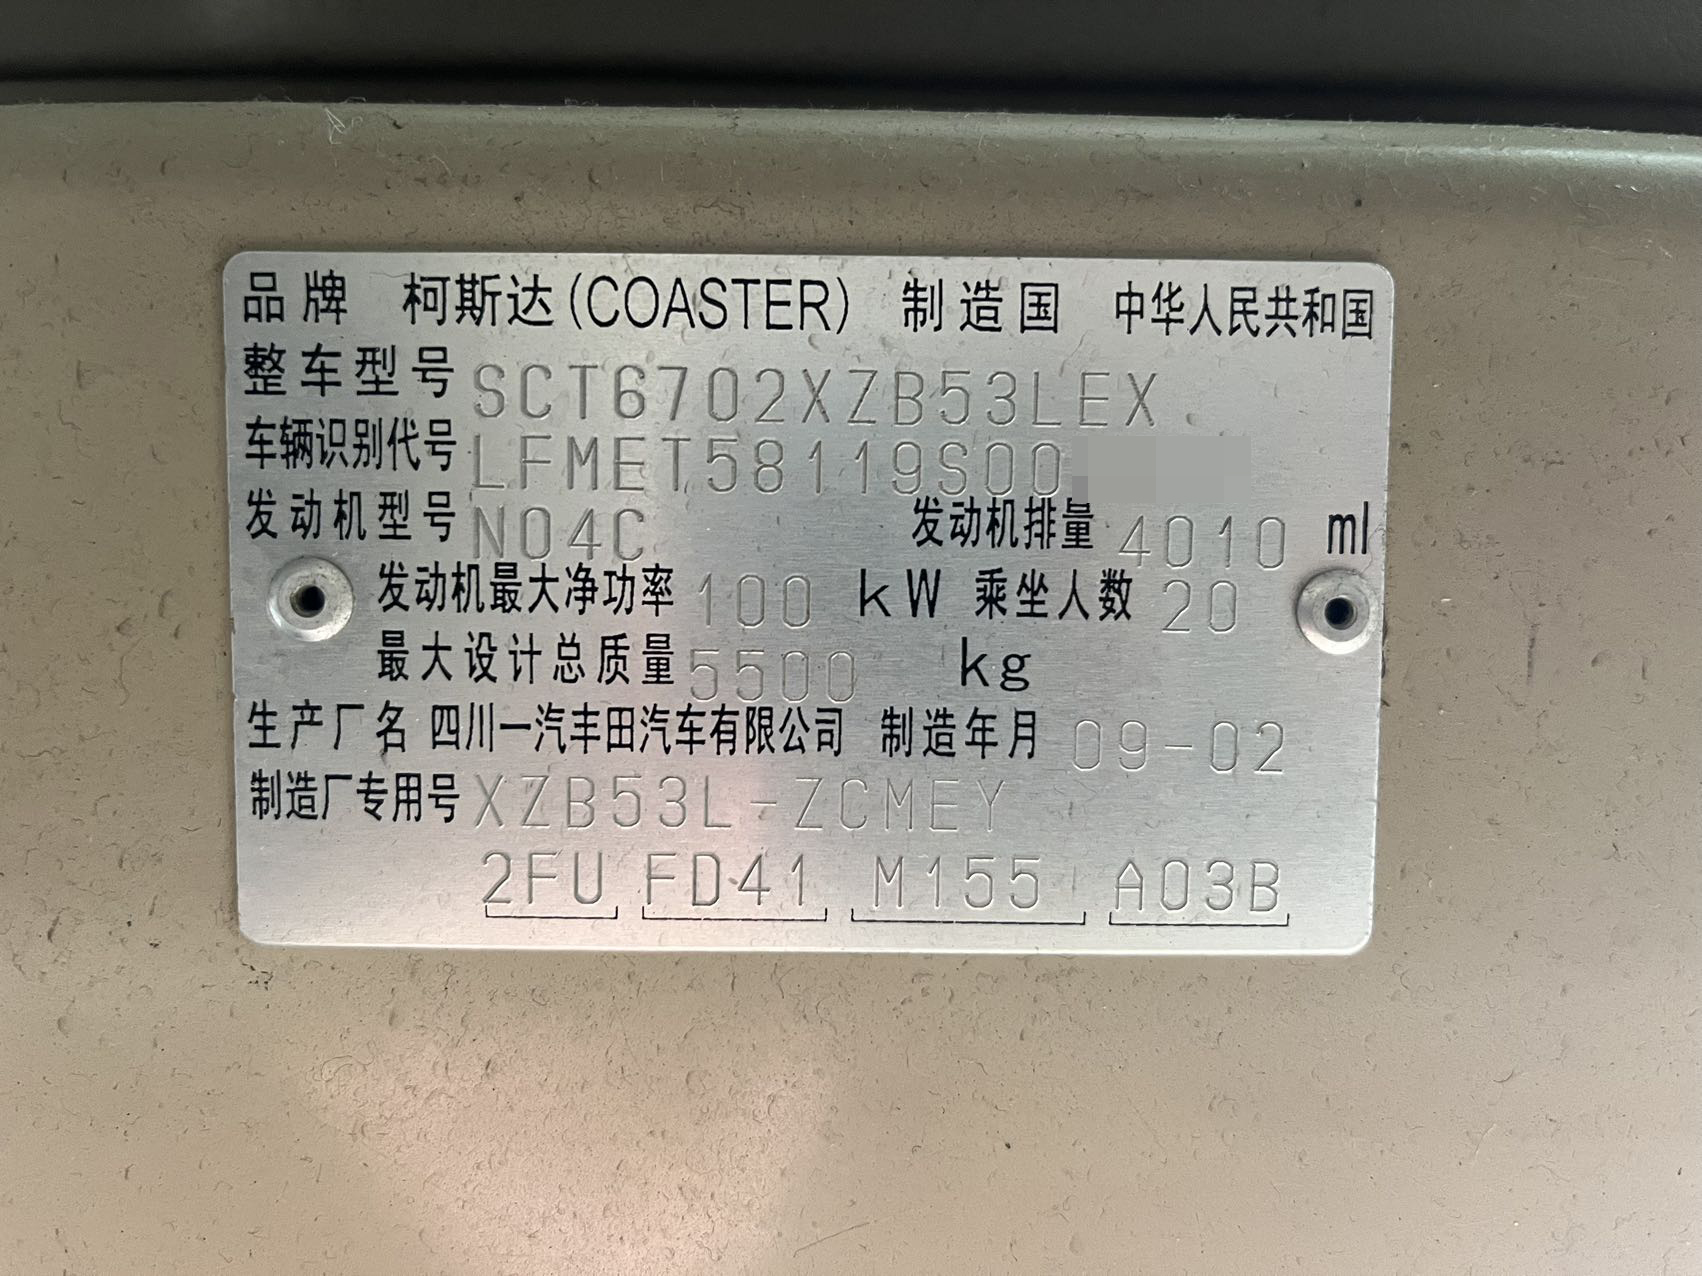 品牌 柯斯达(COASTER) 制造国 中华人民共和国
整车型号 SCT6702XZB53LEX
车辆识别代号 LFMET58119S00
发动机型号 N04C 发动机排量 4010 ml
发动机最大净功率 100 kW 乘坐人数 20
最大设计总质量 5500 kg
生产厂名 四川一汽丰田汽车有限公司 制造年月 09-02
制造厂专用号 XZB53L-ZCMEY
2FU FD41 M155 A03B